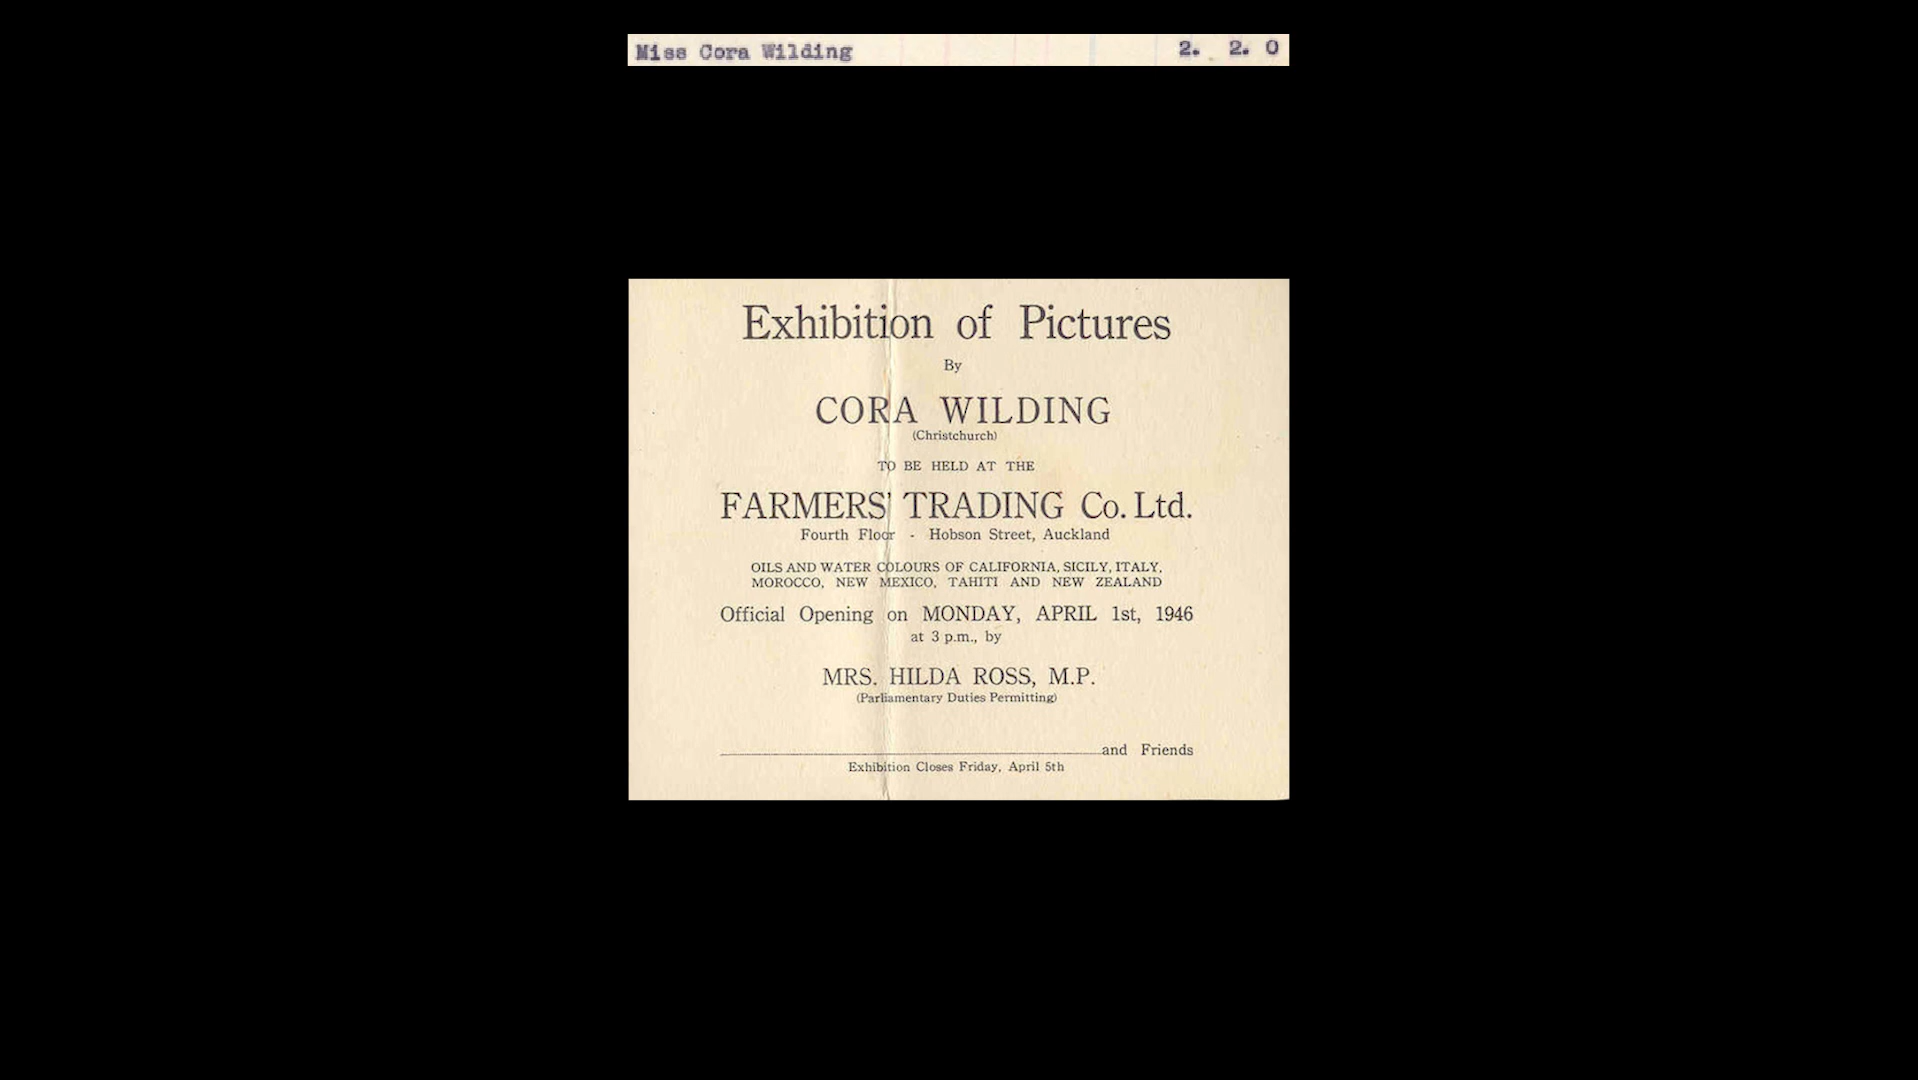 Miss Cora Wilding 2. 2. 0
Exhibition of Pictures
By
CORA WILDING
(Christchurch)
TO BE HELD AT THE
FARMERS' TRADING Co. Ltd.
Fourth Floor - Hobson Street, Auckland
OILS AND WATER COLOURS OF CALIFORNIA, SICILY, ITALY,
MOROCCO, NEW MEXICO, TAHITI AND NEW ZEALAND
Official Opening on MONDAY, APRIL 1st, 1946
at 3 p.m., by
MRS. HILDA ROSS, M.P.
(Parliamentary Duties Permitting)
and Friends
Exhibition Closes Friday, April 5th